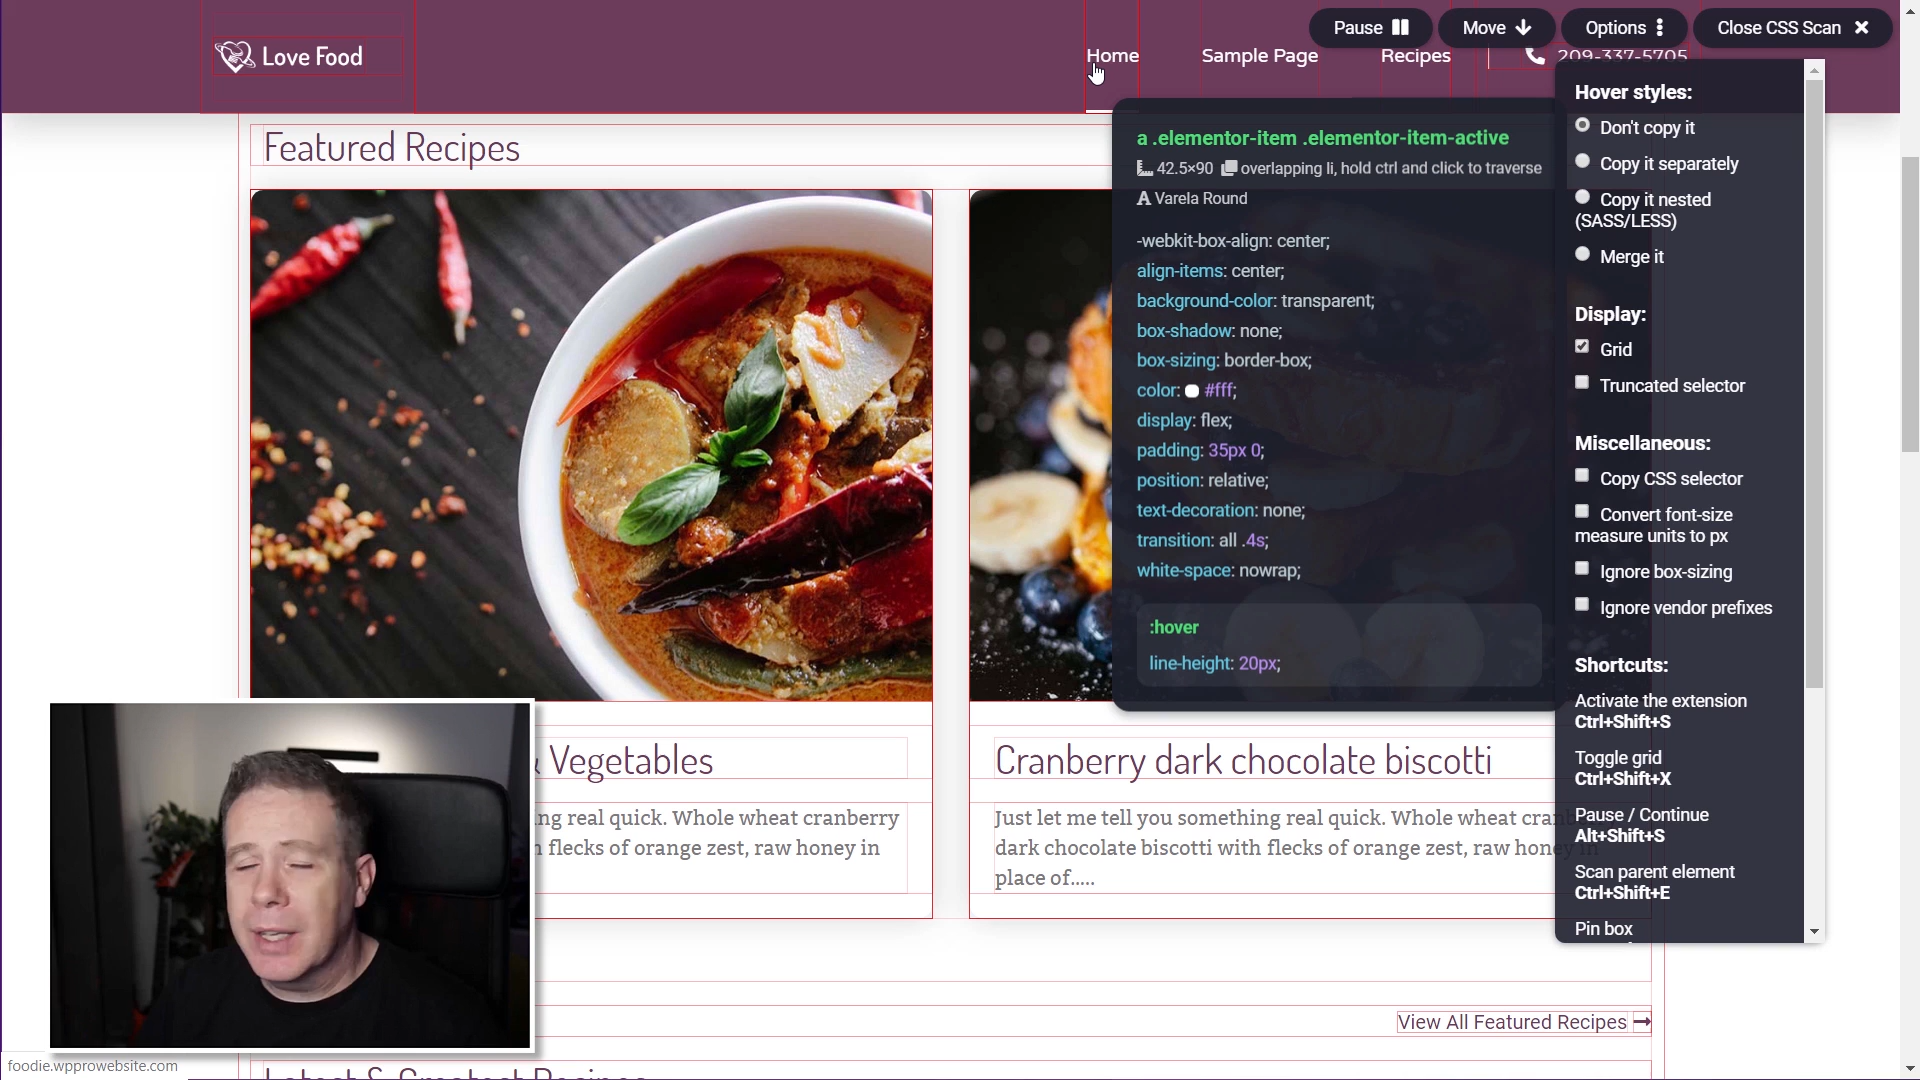 Love Food
Home
Sample Page
Recipes
209-337-5705
Pause
Move
Options
Close CSS Scan
Featured Recipes
a .elementor-item .elementor-item-active
42.5×90 overlapping li, hold ctrl and click to traverse
A Varela Round
-webkit-box-align: center;
align-items: center;
background-color: transparent;
box-shadow: none;
box-sizing: border-box;
color: #fff;
display: flex;
padding: 35px 0;
position: relative;
text-decoration: none;
transition: all .4s;
white-space: nowrap;
:hover
line-height: 20px;
Hover styles:
Don't copy it
Copy it separately
Copy it nested
(SASS/LESS)
Merge it
Display:
Grid
Truncated selector
Miscellaneous:
Copy CSS selector
Convert font-size
measure units to px
Ignore box-sizing
Ignore vendor prefixes
Shortcuts:
Activate the extension
Ctrl+Shift+S
Toggle grid
Ctrl+Shift+X
Pause / Continue
Alt+Shift+S
Scan parent element
Ctrl+Shift+E
Pin box
& Vegetables
ng real quick. Whole wheat cranberry
flecks of orange zest, raw honey in
Cranberry dark chocolate biscotti
Just let me tell you something real quick. Whole wheat cran
dark chocolate biscotti with flecks of orange zest, raw honey in
place of.....
View All Featured Recipes
Latest & Greatest Recipes
foodie.wpprowebsite.com